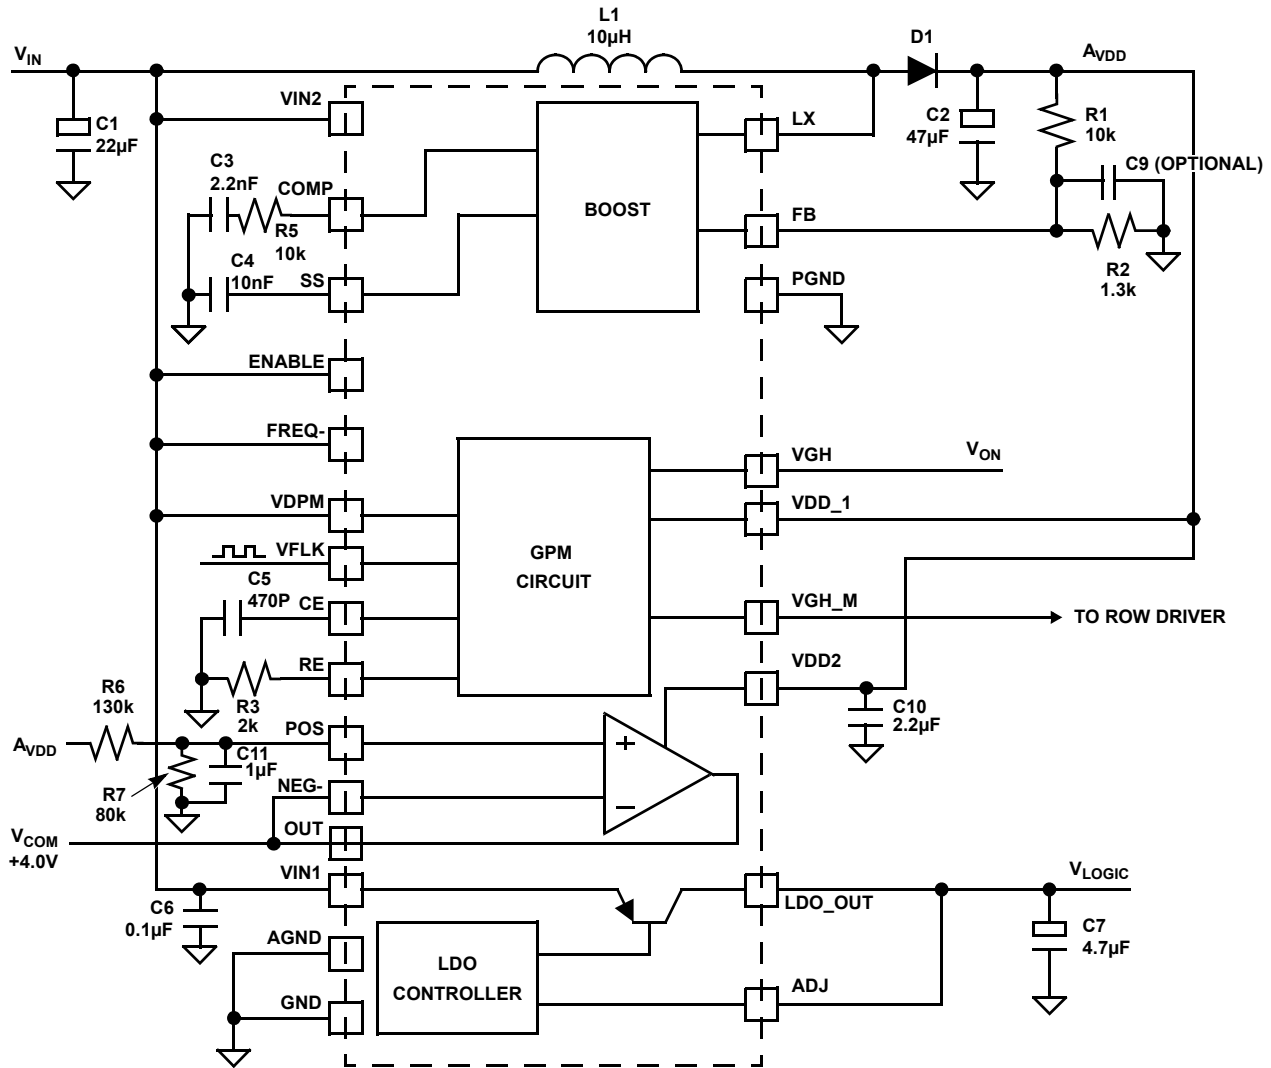 L1
10µH
VIN
D1
AVDD
VIN2
C1
22µF
LX
C2
47µF
R1
10k
C9 (OPTIONAL)
C3
2.2nF
COMP
R5
10k
BOOST
FB
C4
10nF
SS
PGND
R2
1.3k
ENABLE
FREQ-
VGH
VON
VDPM
VDD_1
VFLK
GPM
CIRCUIT
C5
470P
CE
VGH_M
TO ROW DRIVER
RE
VDD2
R6
130k
R3
2k
C10
2.2µF
POS
AVDD
+
C11
1µF
R7
80k
NEG-
–
OUT
VCOM
+4.0V
VIN1
VLOGIC
LDO_OUT
C6
0.1µF
C7
4.7µF
AGND
LDO
CONTROLLER
ADJ
GND